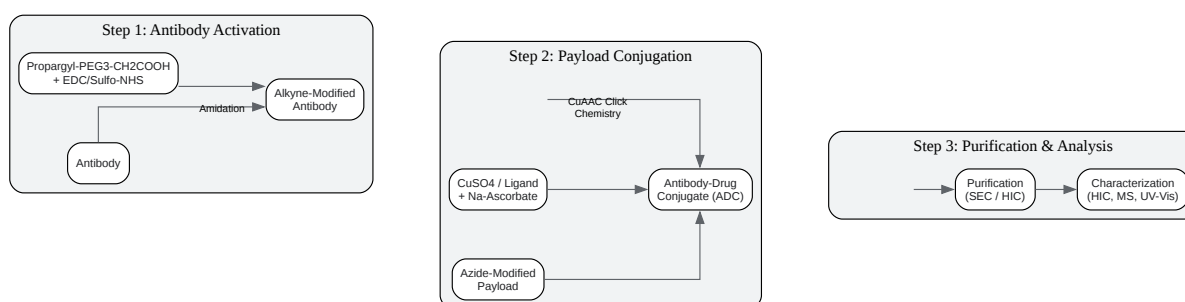 Step 1: Antibody Activation
Propargyl-PEG3-CH2COOH
+ EDC/Sulfo-NHS
Alkyne-Modified
Antibody
Amidation
Antibody
Step 2: Payload Conjugation
CuAAC Click
Chemistry
CuSO4 / Ligand
+ Na-Ascorbate
Antibody-Drug
Conjugate (ADC)
Azide-Modified
Payload
Step 3: Purification & Analysis
Purification
(SEC / HIC)
Characterization
(HIC, MS, UV-Vis)